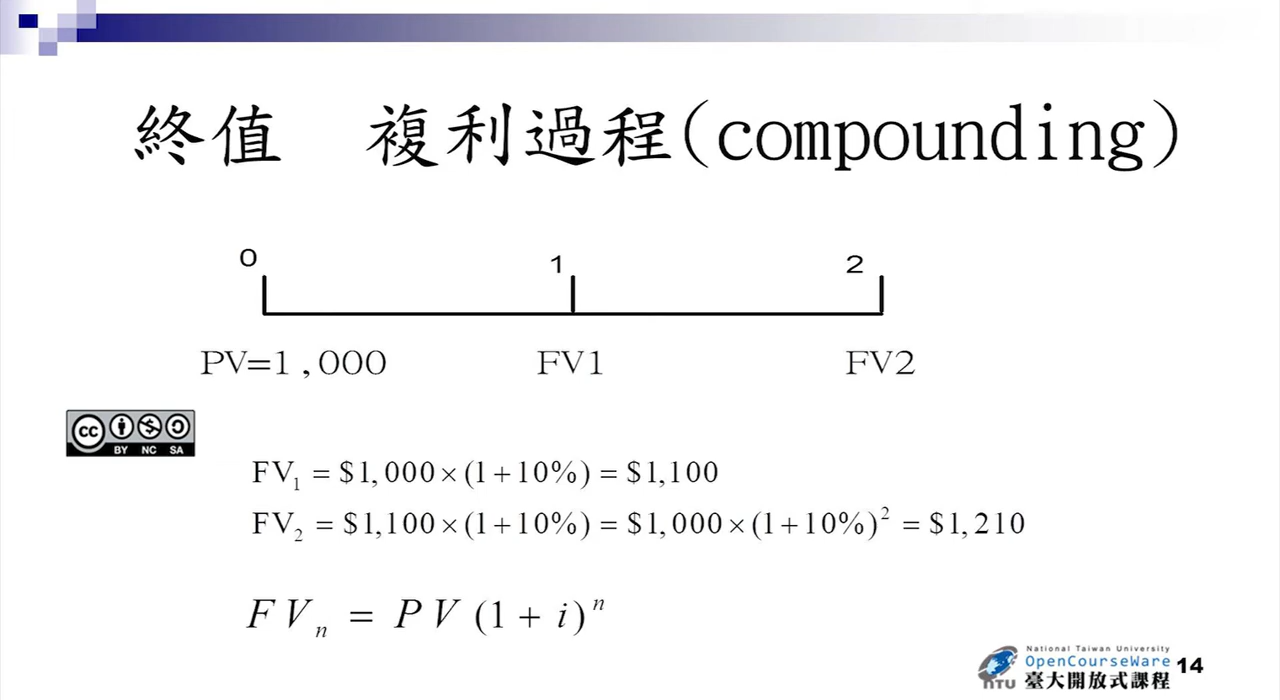 終值 複利過程(compounding)
0 1 2
PV=1,000 FV1 FV2
cc BY NC SA
FV₁ = $1,000×(1+10%) = $1,100
FV₂ = $1,100×(1+10%) = $1,000×(1+10%)² = $1,210
FVₙ = PV(1+i)ⁿ
National Taiwan University
OpenCourseWare
NTU 臺大開放式課程
14